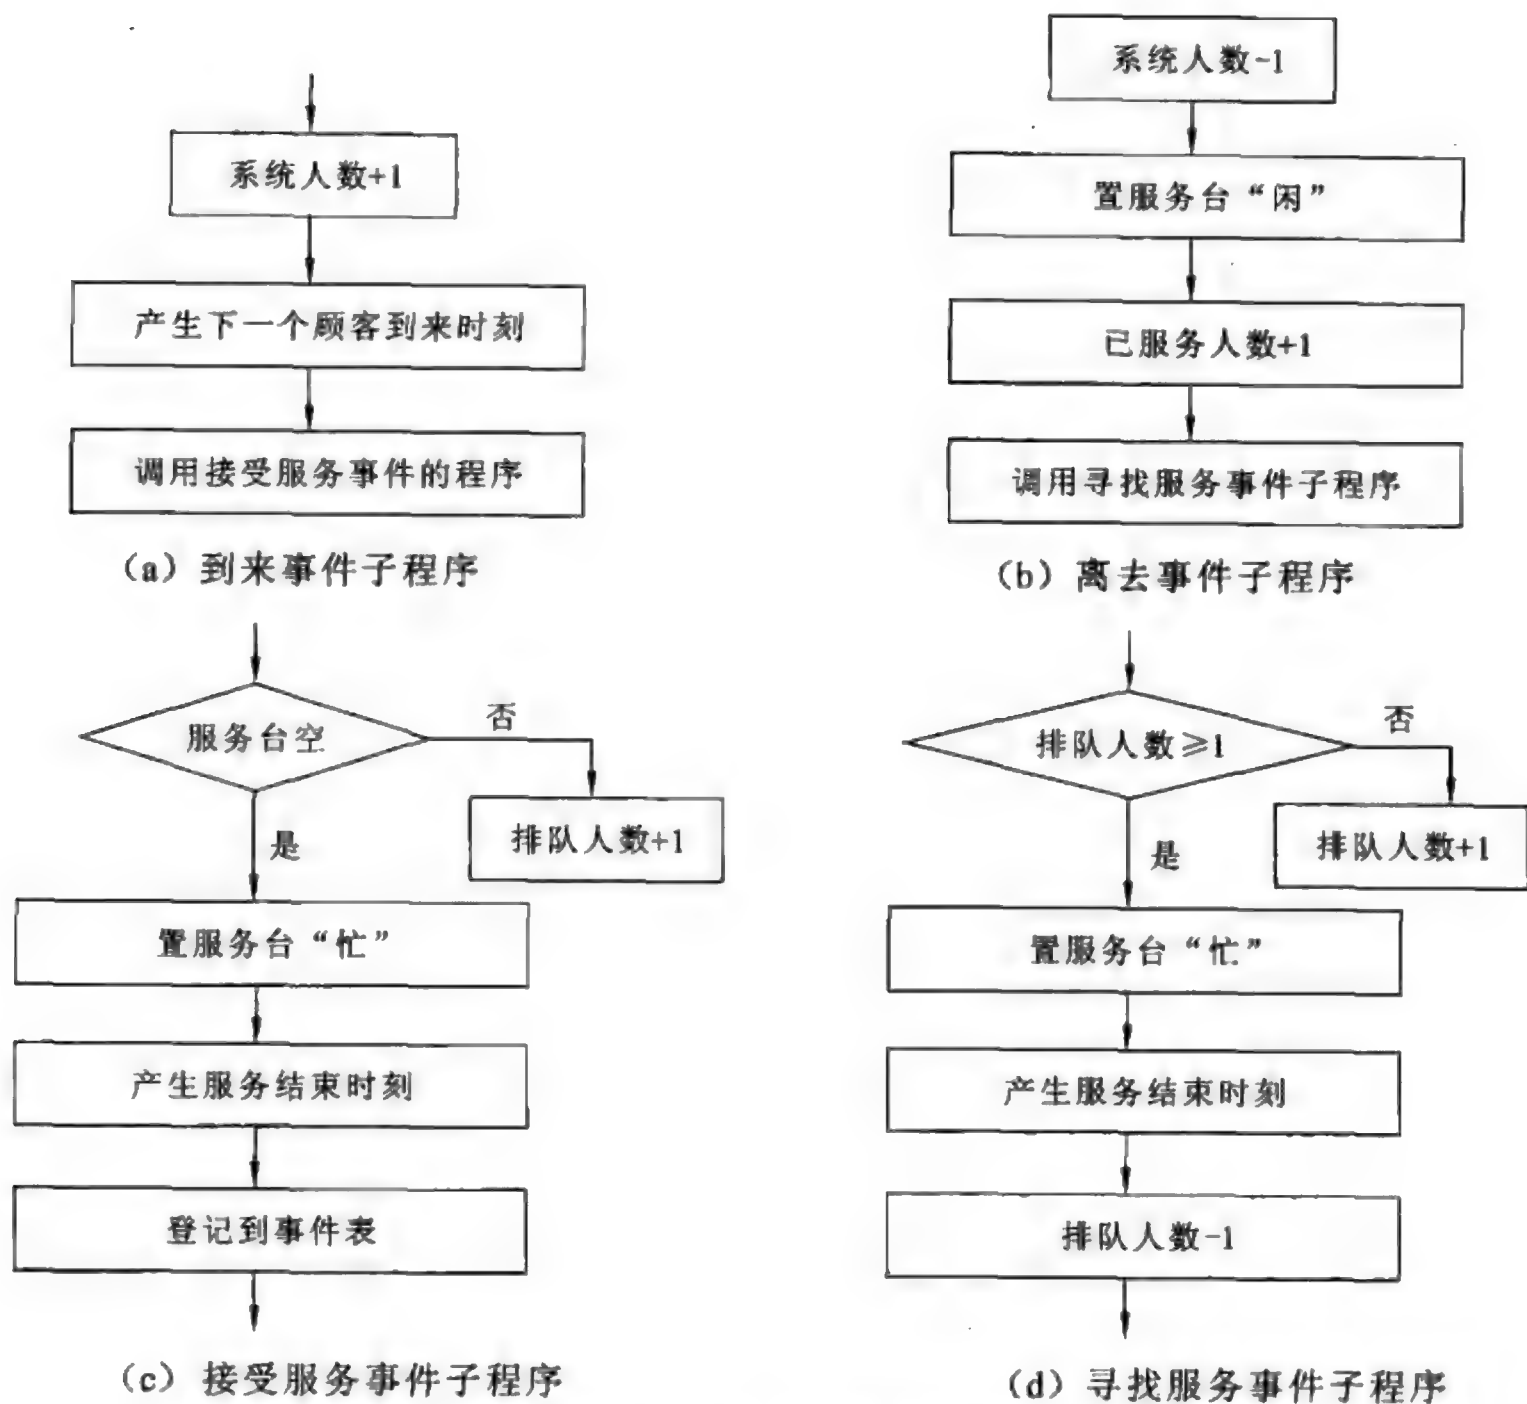 系统人数+1
产生下一个顾客到来时刻
调用接受服务事件的程序
(a) 到来事件子程序
系统人数-1
置服务台“闲”
已服务人数+1
调用寻找服务事件子程序
(b) 离去事件子程序
服务台空
否
排队人数+1
是
置服务台“忙”
产生服务结束时刻
登记到事件表
(c) 接受服务事件子程序
排队人数≥1
否
排队人数+1
是
置服务台“忙”
产生服务结束时刻
排队人数-1
(d) 寻找服务事件子程序